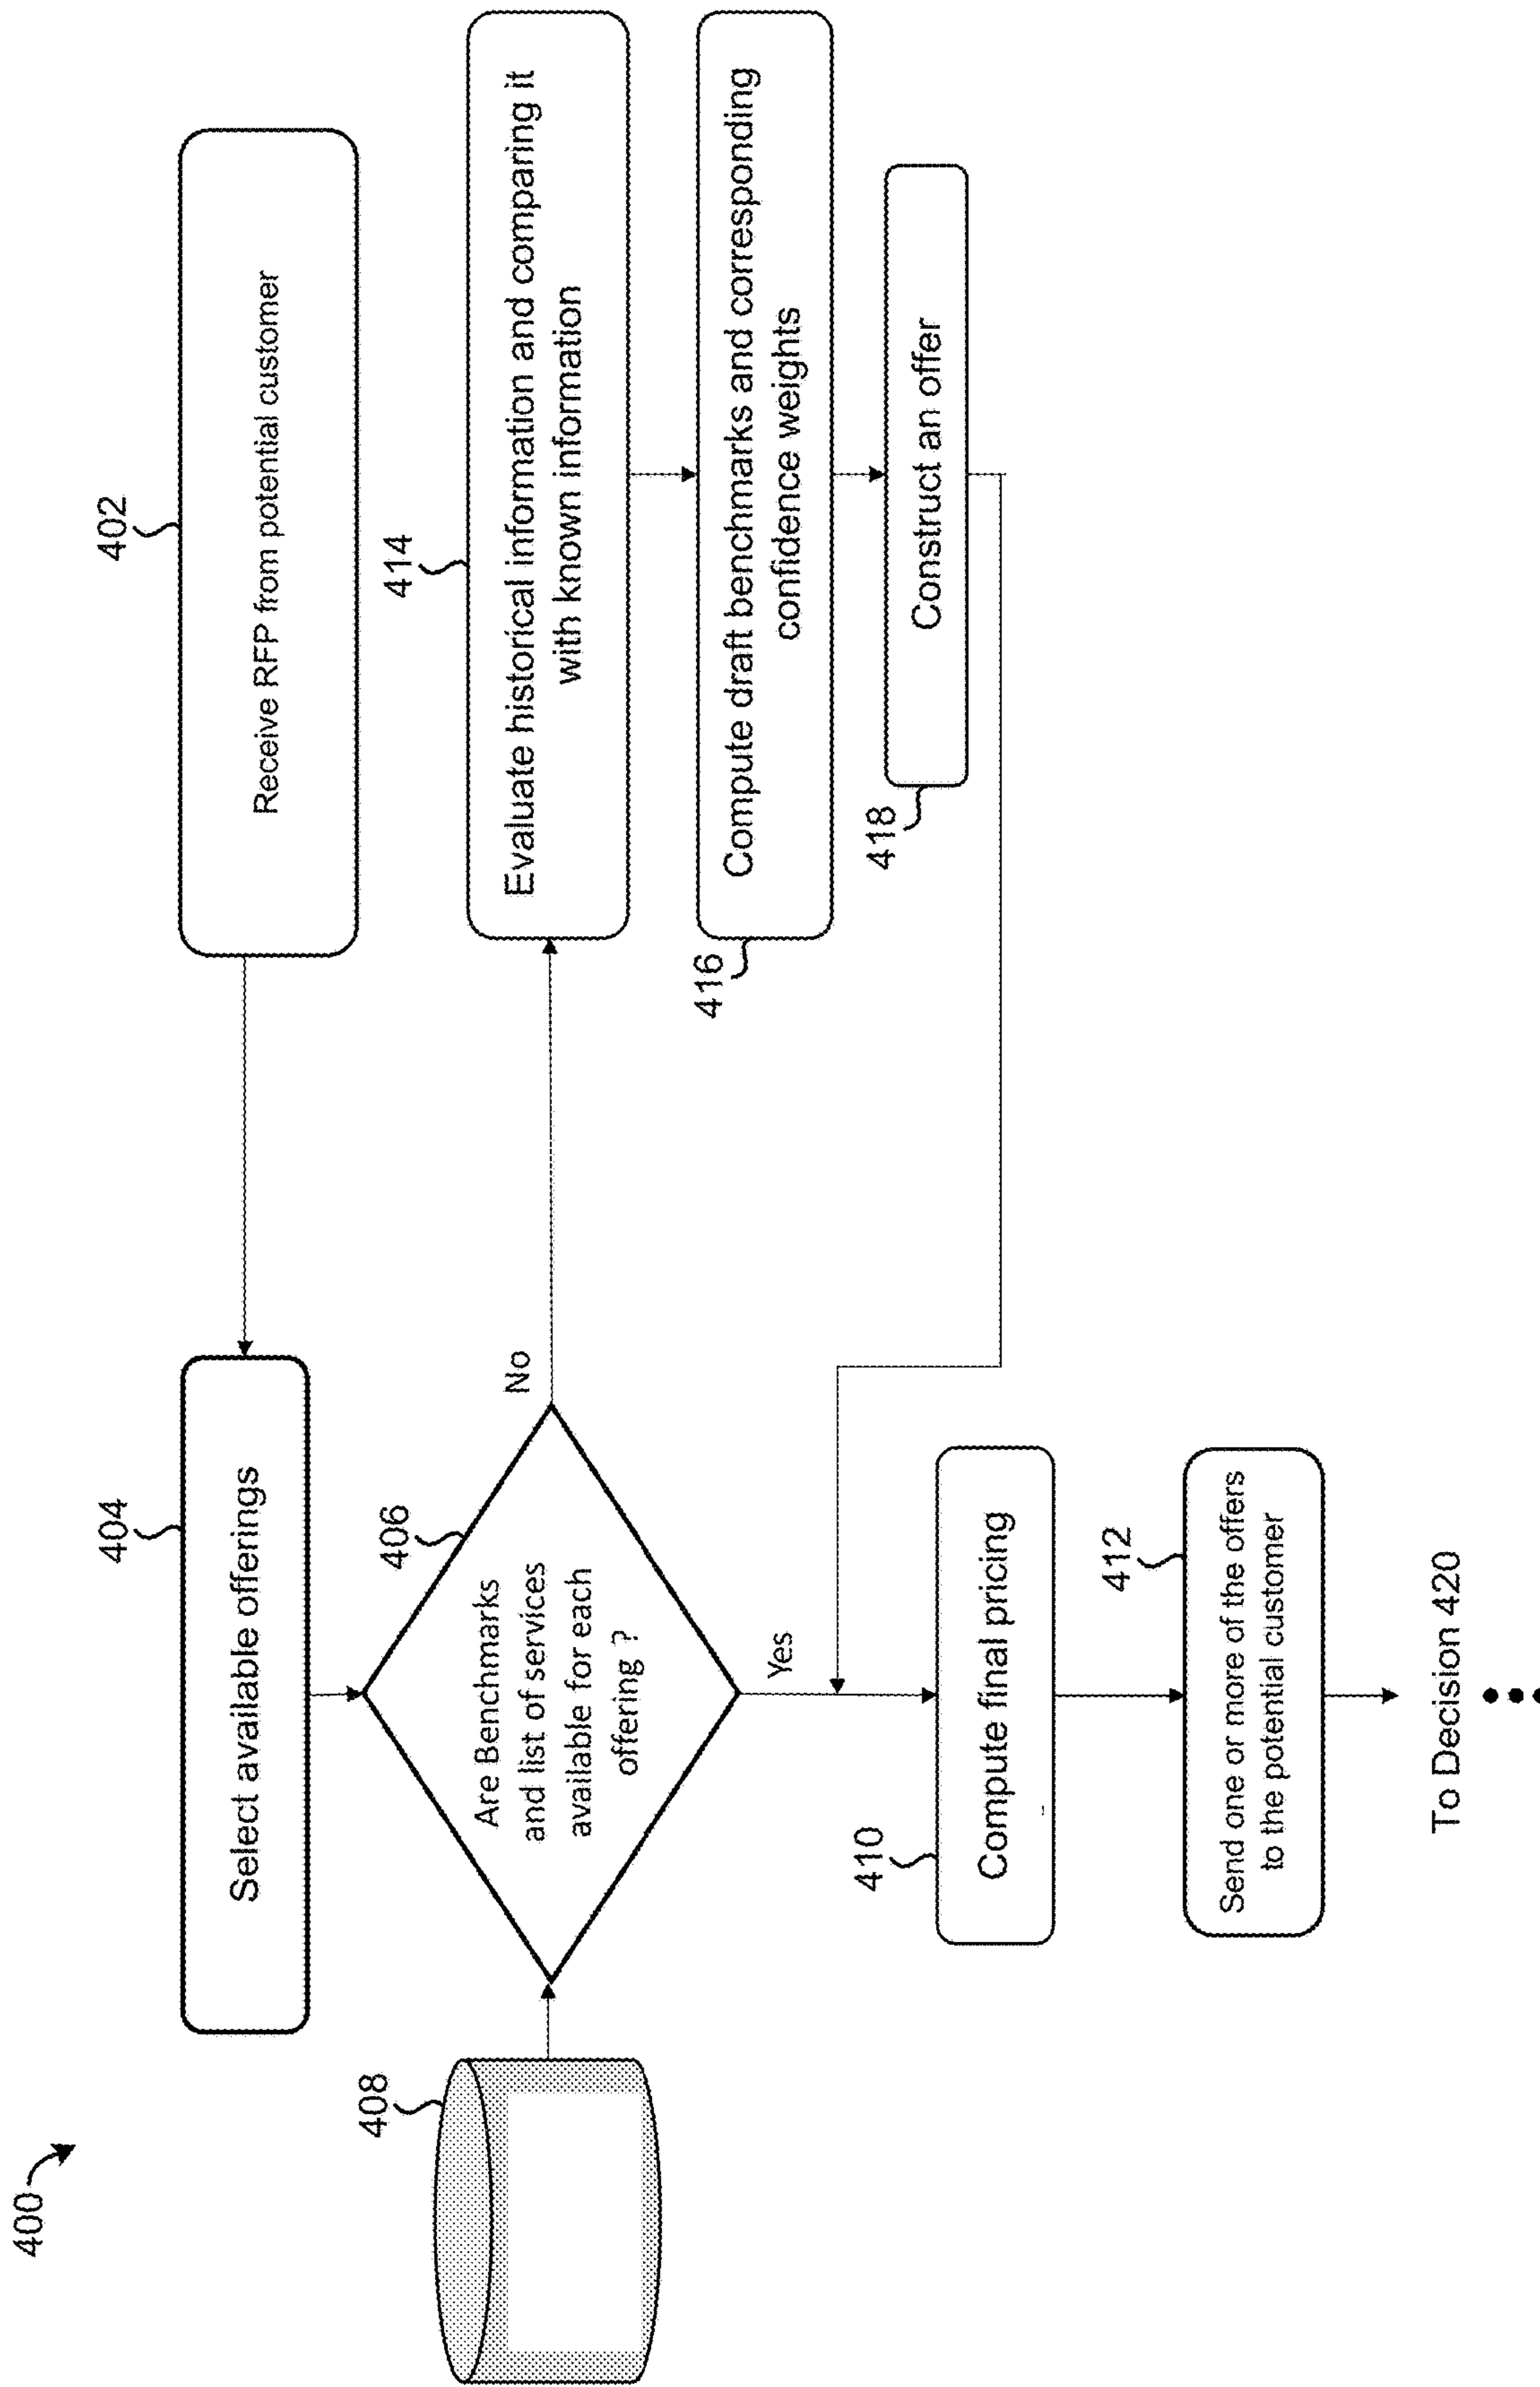 400
402
Receive RFP from potential customer
404
Select available offerings
406
Are Benchmarks
and list of services
available for each
offering ?
408
No
Yes
414
Evaluate historical information and comparing it
with known information
416
Compute draft benchmarks and corresponding
confidence weights
418
Construct an offer
410
Compute final pricing
412
Send one or more of the offers
to the potential customer
To Decision 420